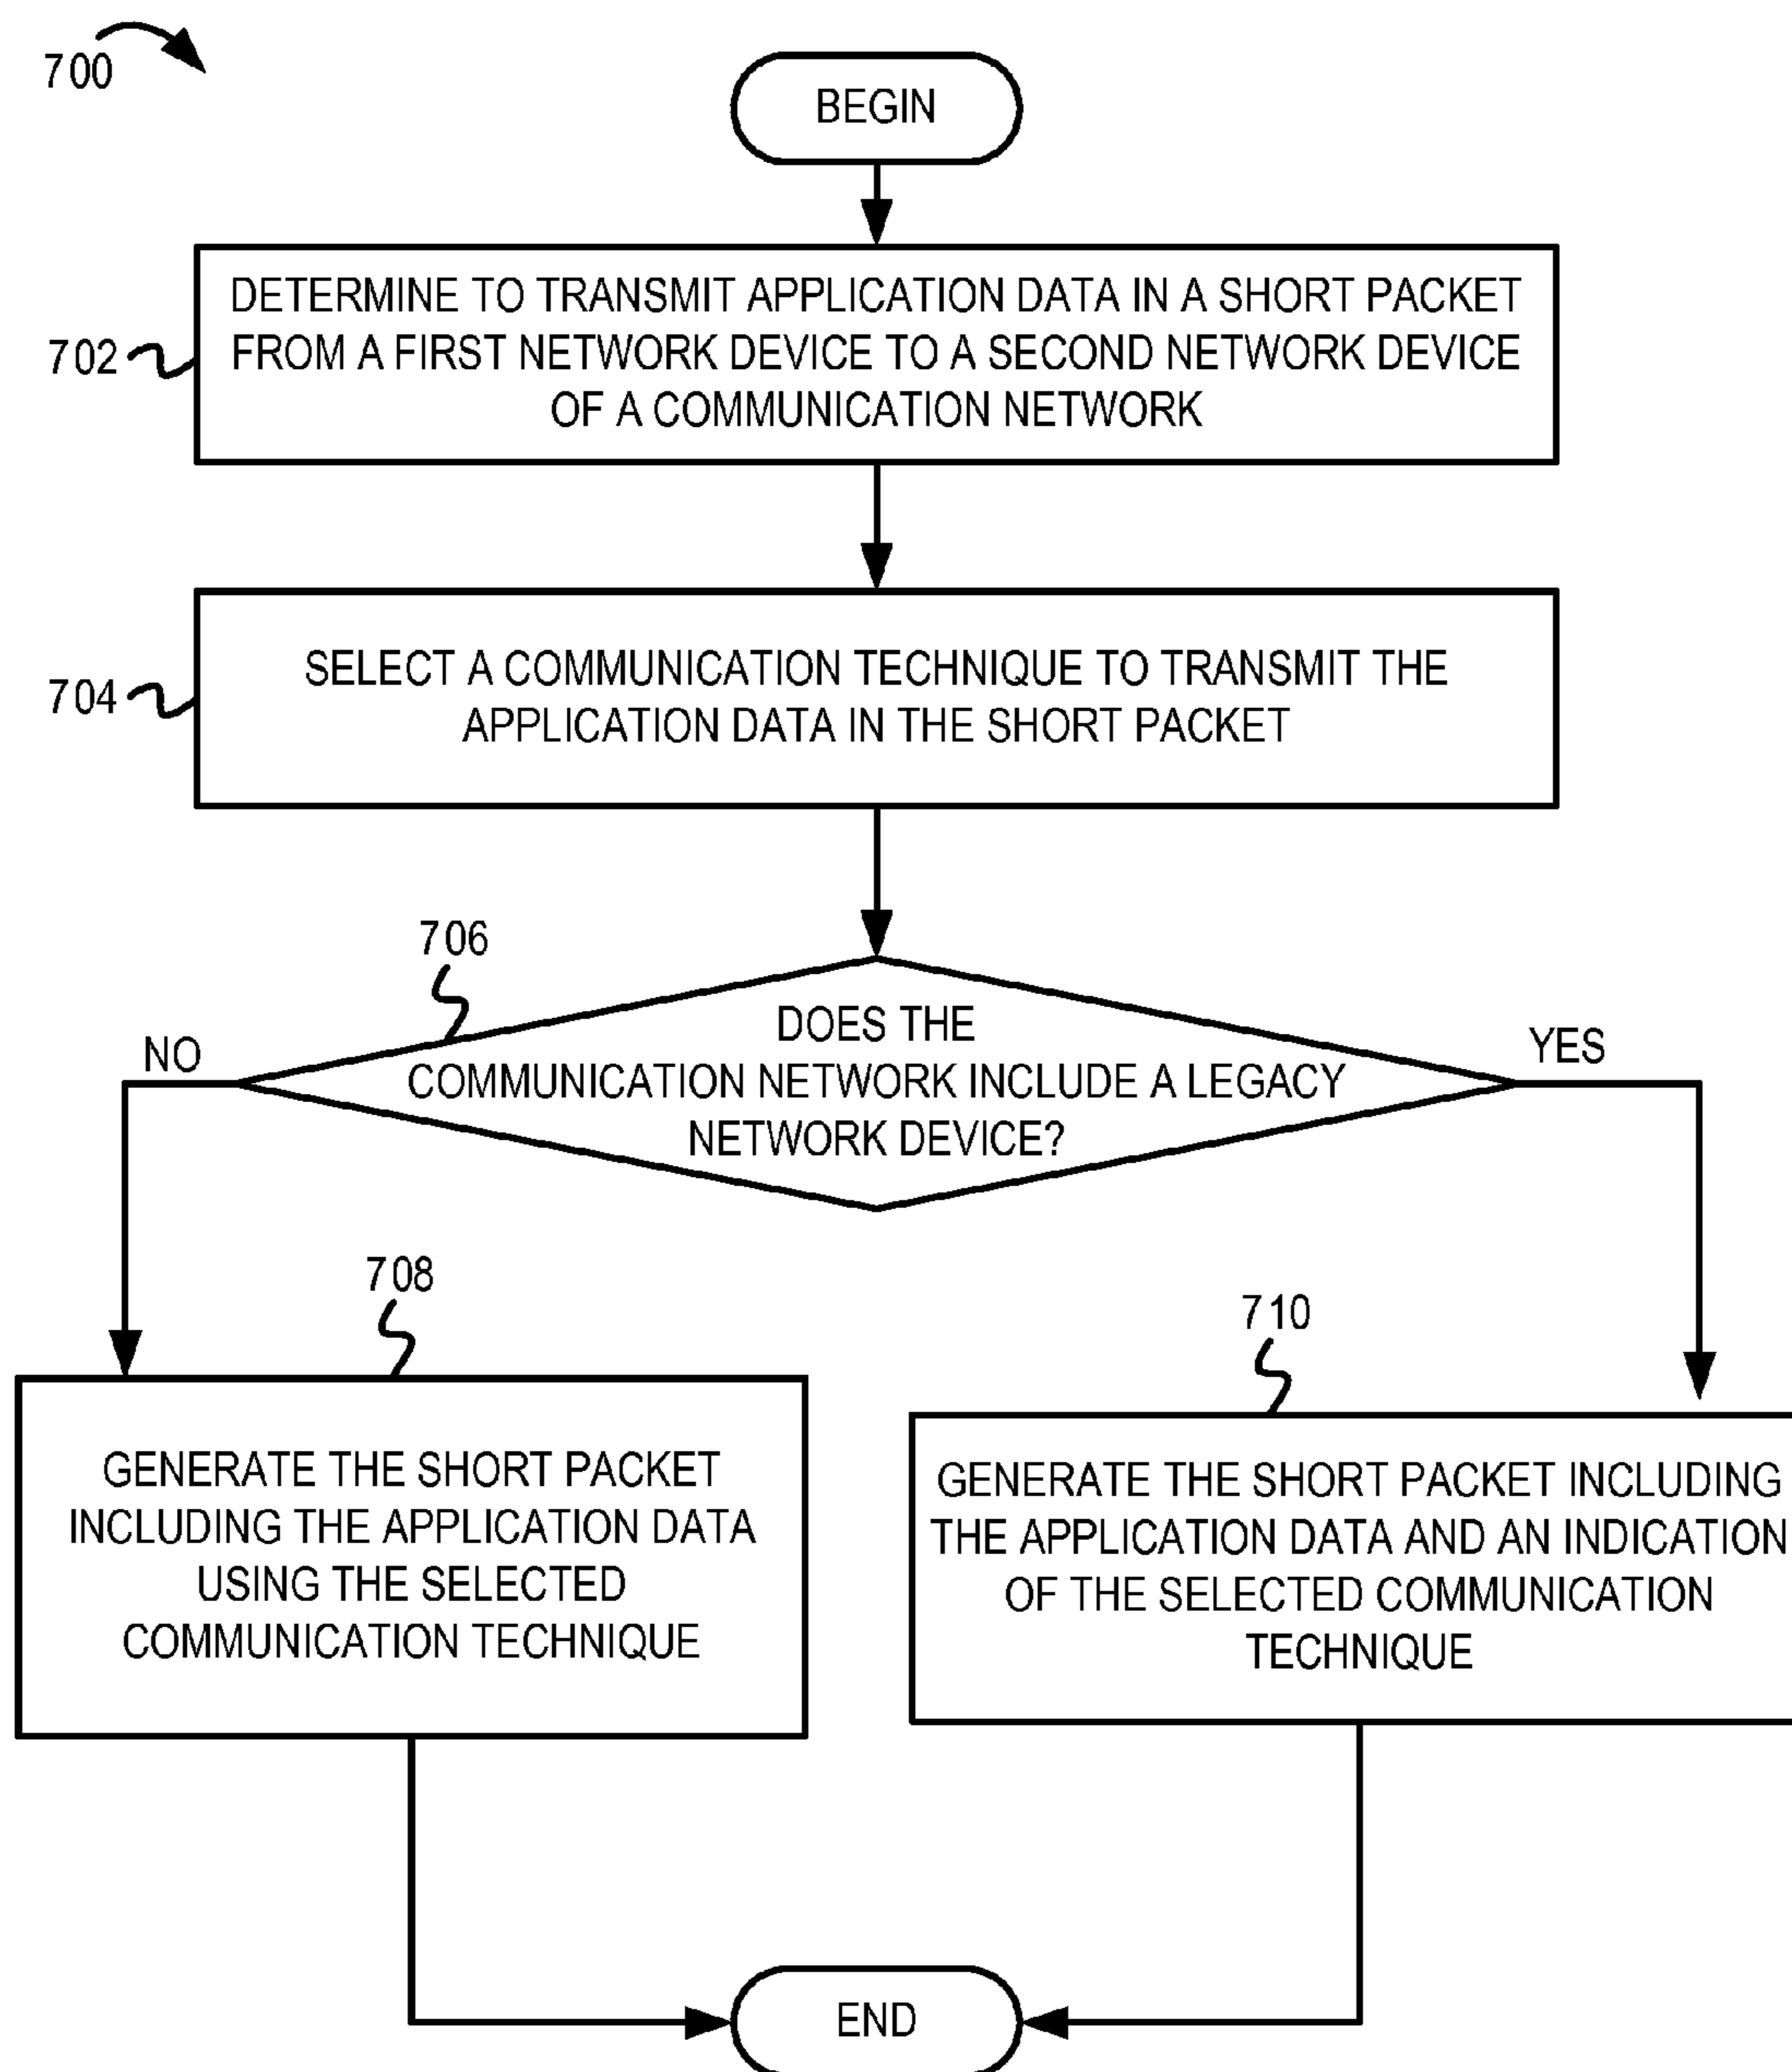 700
BEGIN
702
DETERMINE TO TRANSMIT APPLICATION DATA IN A SHORT PACKET
FROM A FIRST NETWORK DEVICE TO A SECOND NETWORK DEVICE
OF A COMMUNICATION NETWORK
704
SELECT A COMMUNICATION TECHNIQUE TO TRANSMIT THE
APPLICATION DATA IN THE SHORT PACKET
706
DOES THE
COMMUNICATION NETWORK INCLUDE A LEGACY
NETWORK DEVICE?
NO
YES
708
GENERATE THE SHORT PACKET
INCLUDING THE APPLICATION DATA
USING THE SELECTED
COMMUNICATION TECHNIQUE
710
GENERATE THE SHORT PACKET INCLUDING
THE APPLICATION DATA AND AN INDICATION
OF THE SELECTED COMMUNICATION
TECHNIQUE
END